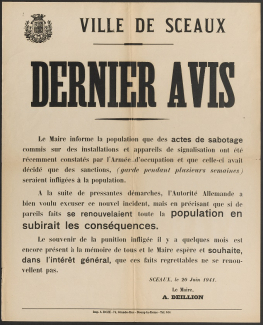 VILLE DE SCEAUX
DERNIER AVIS
Le Maire informe la population que des actes de sabotage
commis sur des installations et appareils de signalisation ont été
récemment constatés par l'Armée d'occupation et que celle-ci avait
décidé que des sanctions, (garde pendant plusieurs semaines)
seraient infligées à la population.
A la suite de pressantes démarches, l'Autorité Allemande a
bien voulu excuser ce nouvel incident, mais en précisant que si de
pareils faits se renouvelaient toute la population en
subirait les conséquences.
Le souvenir de la punition infligée il y a quelques mois est
encore présent à la mémoire de tous et le Maire espère et souhaite,
dans l'intérêt général, que ces faits regrettables ne se renou-
vellent pas.
SCEAUX, le 20 Juin 1941.
Le Maire,
A. DEILLION